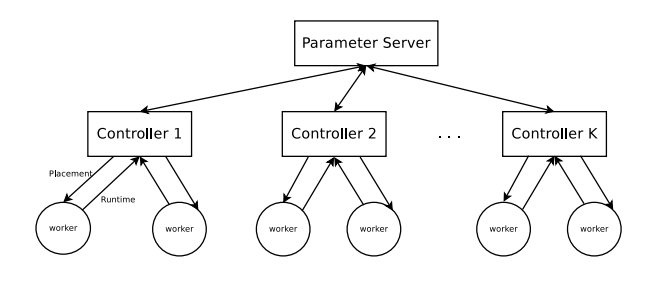 Parameter Server
Controller 1
Controller 2
. . .
Controller K
Placement
Runtime
worker
worker
worker
worker
worker
worker